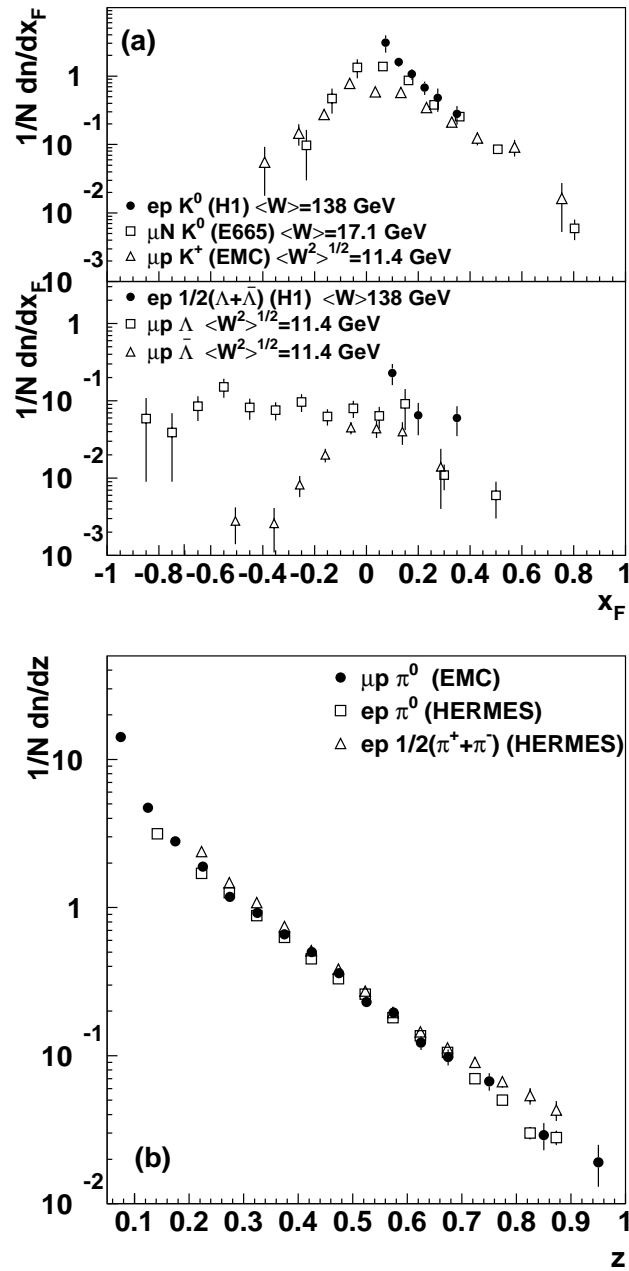 (a)
1/N dn/dx_F
1
10^-1
10^-2
10^-3
ep K^0 (H1) <W>=138 GeV
μN K^0 (E665) <W>=17.1 GeV
μp K^+ (EMC) <W^2>^1/2=11.4 GeV
1/N dn/dx_F
1
10^-1
10^-2
10^-3
ep 1/2(Λ+Λ̄) (H1) <W>138 GeV
μp Λ <W^2>^1/2=11.4 GeV
μp Λ̄ <W^2>^1/2=11.4 GeV
-1 -0.8 -0.6 -0.4 -0.2 0 0.2 0.4 0.6 0.8 1
x_F
1/N dn/dz
10
1
10^-1
10^-2
μp π^0 (EMC)
ep π^0 (HERMES)
ep 1/2(π^+ +π^-) (HERMES)
(b)
0.1 0.2 0.3 0.4 0.5 0.6 0.7 0.8 0.9 1
z